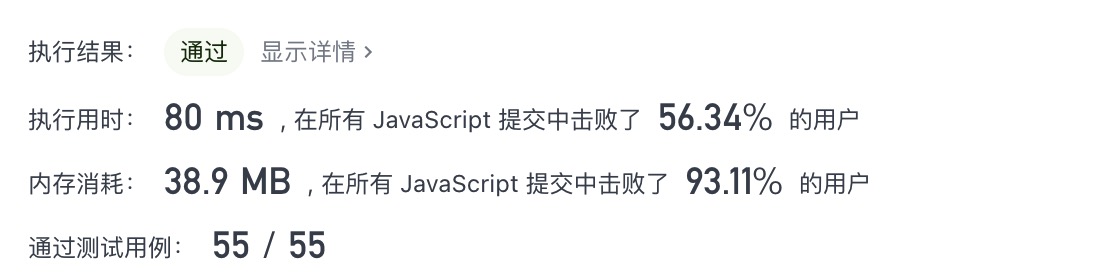 执行结果： 通过 显示详情 >
执行用时： 80 ms , 在所有 JavaScript 提交中击败了 56.34% 的用户
内存消耗： 38.9 MB , 在所有 JavaScript 提交中击败了 93.11% 的用户
通过测试用例： 55 / 55